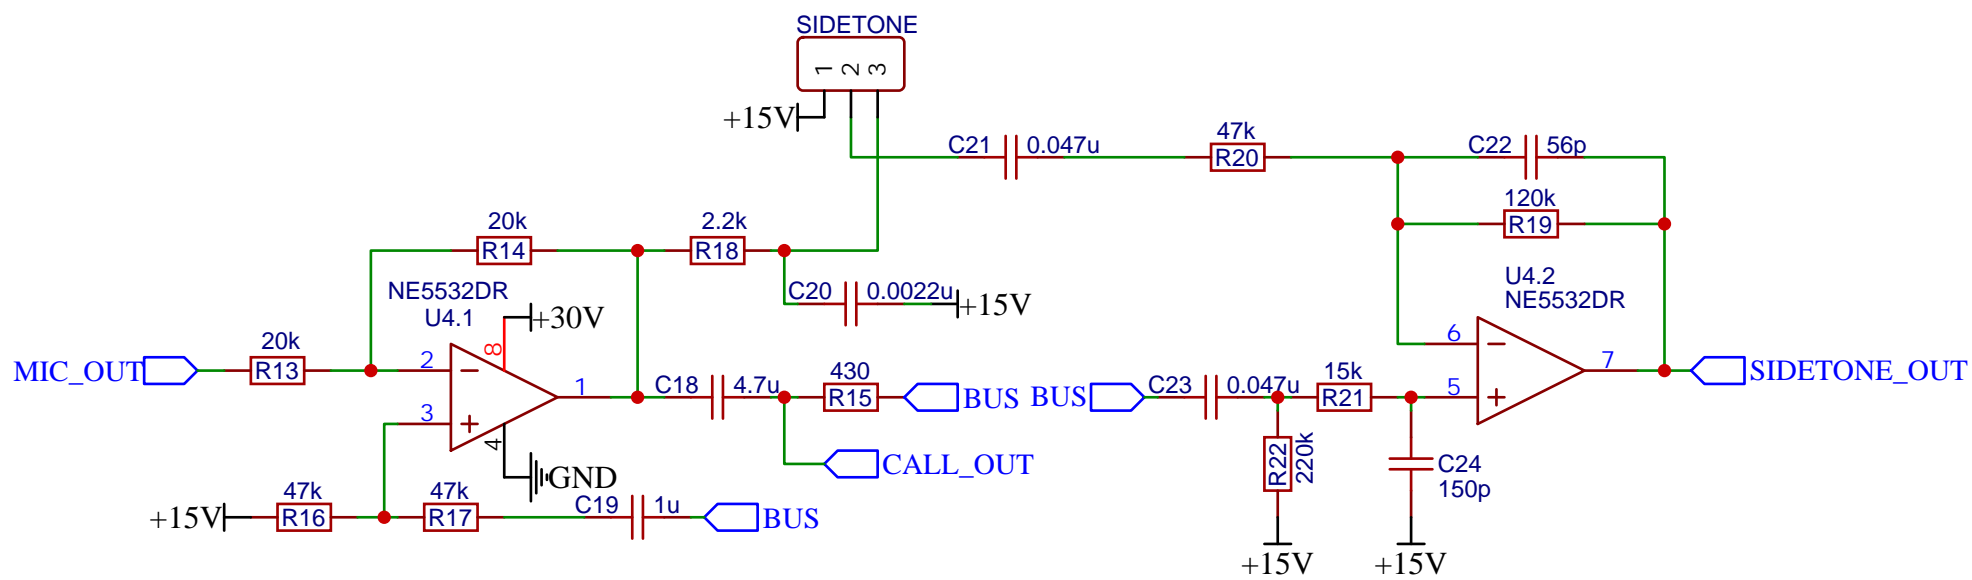 SIDETONE
1 2 3
+15V
C21 0.047u
47k
R20
C22 56p
120k
R19
20k
R14
2.2k
R18
C20 0.0022u
+15V
NE5532DR
U4.1
+30V
8
U4.2
NE5532DR
MIC_OUT
20k
R13
2
1
3
4
GND
C18 4.7u
430
R15
BUS
CALL_OUT
BUS
C23 0.047u
15k
R21
6
7
5
SIDETONE_OUT
R22
220k
C24
150p
+15V
+15V
+15V
47k
R16
47k
R17
C19 1u
BUS